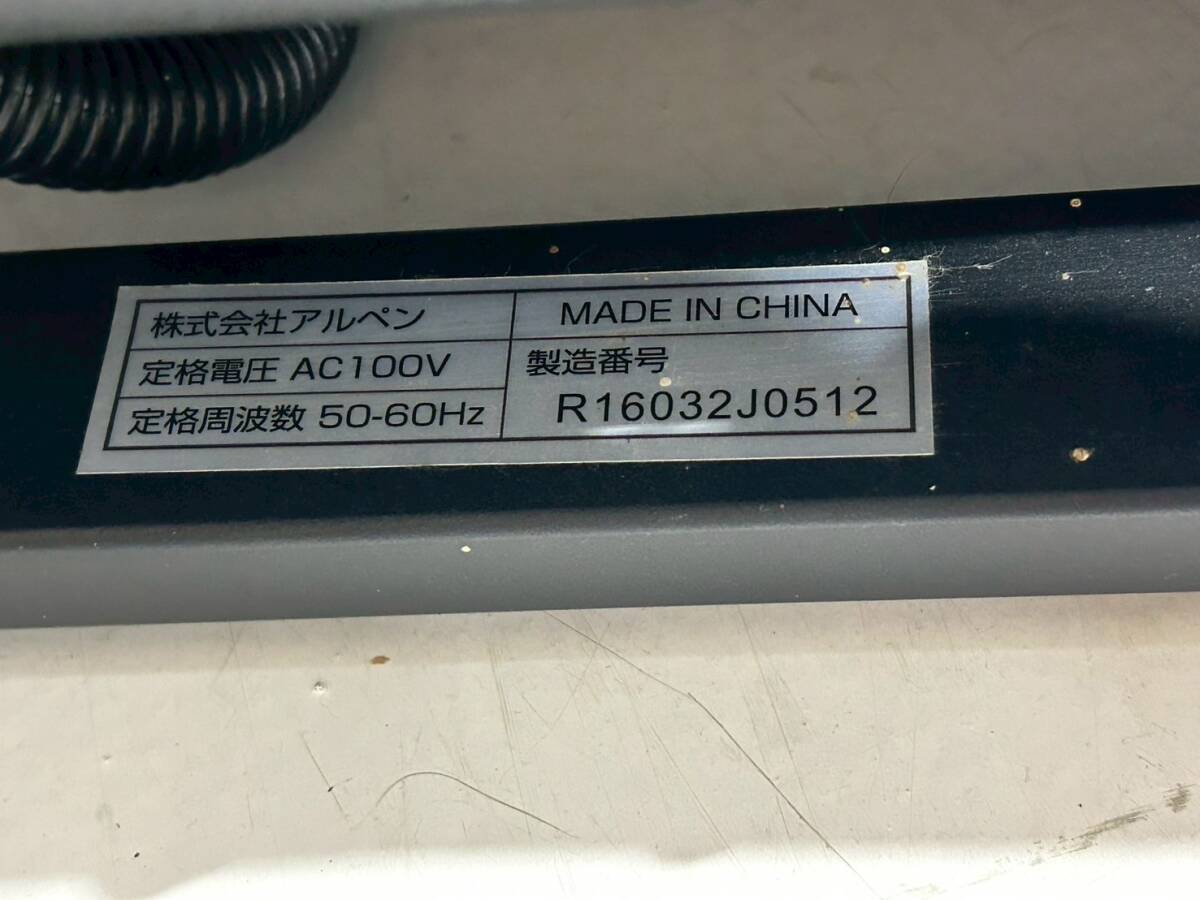 株式会社アルペン
定格電圧 AC100V
定格周波数 50-60Hz
MADE IN CHINA
製造番号
R16032J0512